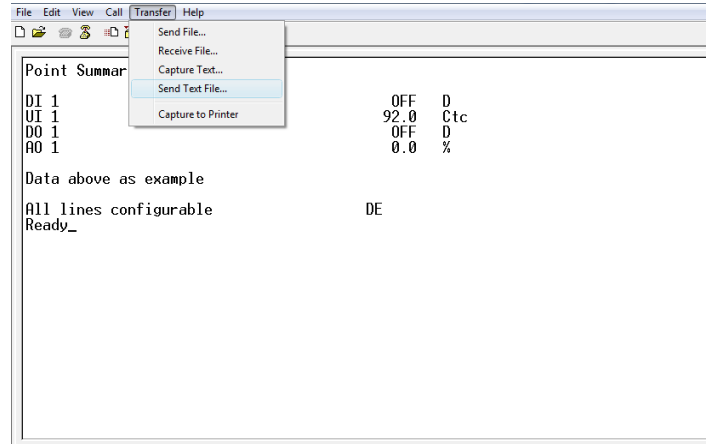 File Edit View Call Transfer Help
Send File...
Receive File...
Capture Text...
Send Text File...
Capture to Printer
Point Summar
DI 1 OFF D
UI 1 92.0 Ctc
DO 1 OFF D
AO 1 0.0 %
Data above as example
All lines configurable DE
Ready_